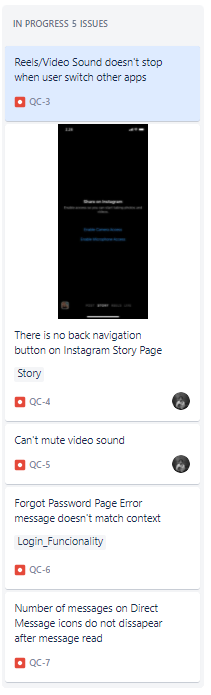 IN PROGRESS 5 ISSUES
Reels/Video Sound doesn't stop
when user switch other apps
QC-3
Share on Instagram
Enable Camera Access
Enable Microphone Access
POST STORY REELS LIVE
There is no back navigation
button on Instagram Story Page
Story
QC-4
Can't mute video sound
QC-5
Forgot Password Page Error
message doesn't match context
Login_Funcionality
QC-6
Number of messages on Direct
Message icons do not dissapear
after message read
QC-7